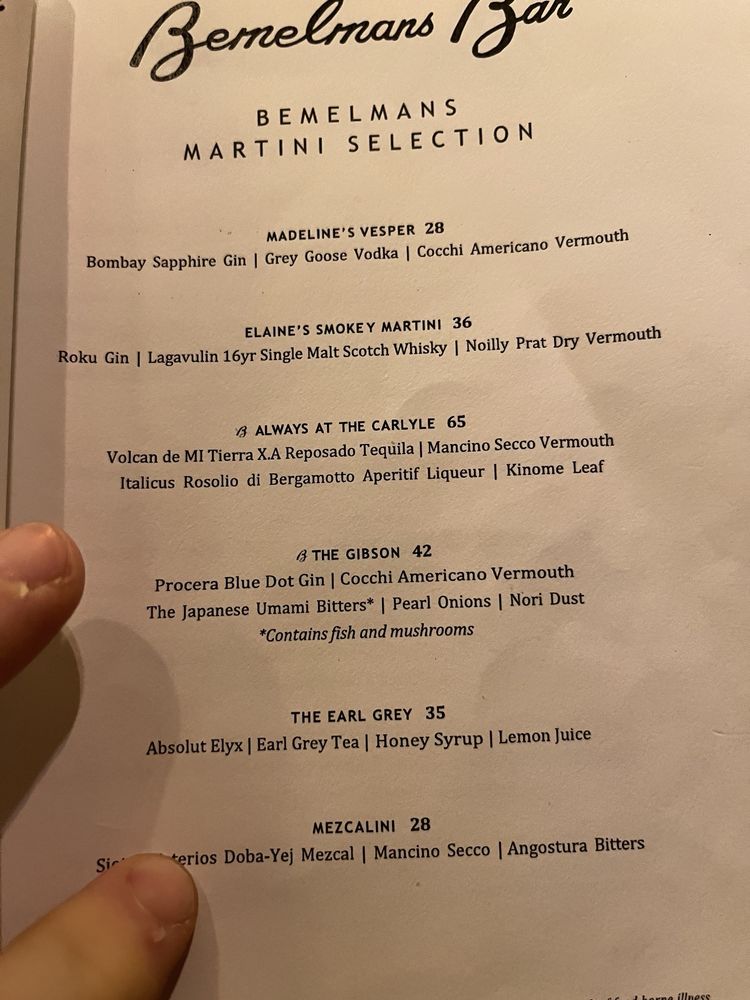 Bemelmans Bar
BEMELMANS
MARTINI SELECTION
MADELINE'S VESPER 28
Bombay Sapphire Gin | Grey Goose Vodka | Cocchi Americano Vermouth
ELAINE'S SMOKEY MARTINI 36
Roku Gin | Lagavulin 16yr Single Malt Scotch Whisky | Noilly Prat Dry Vermouth
B ALWAYS AT THE CARLYLE 65
Volcan de MI Tierra X.A Reposado Tequila | Mancino Secco Vermouth
Italicus Rosolio di Bergamotto Aperitif Liqueur | Kinome Leaf
B THE GIBSON 42
Procera Blue Dot Gin | Cocchi Americano Vermouth
The Japanese Umami Bitters* | Pearl Onions | Nori Dust
*Contains fish and mushrooms
THE EARL GREY 35
Absolut Elyx | Earl Grey Tea | Honey Syrup | Lemon Juice
MEZCALINI 28
Doba-Yej Mezcal | Mancino Secco | Angostura Bitters
borne illness